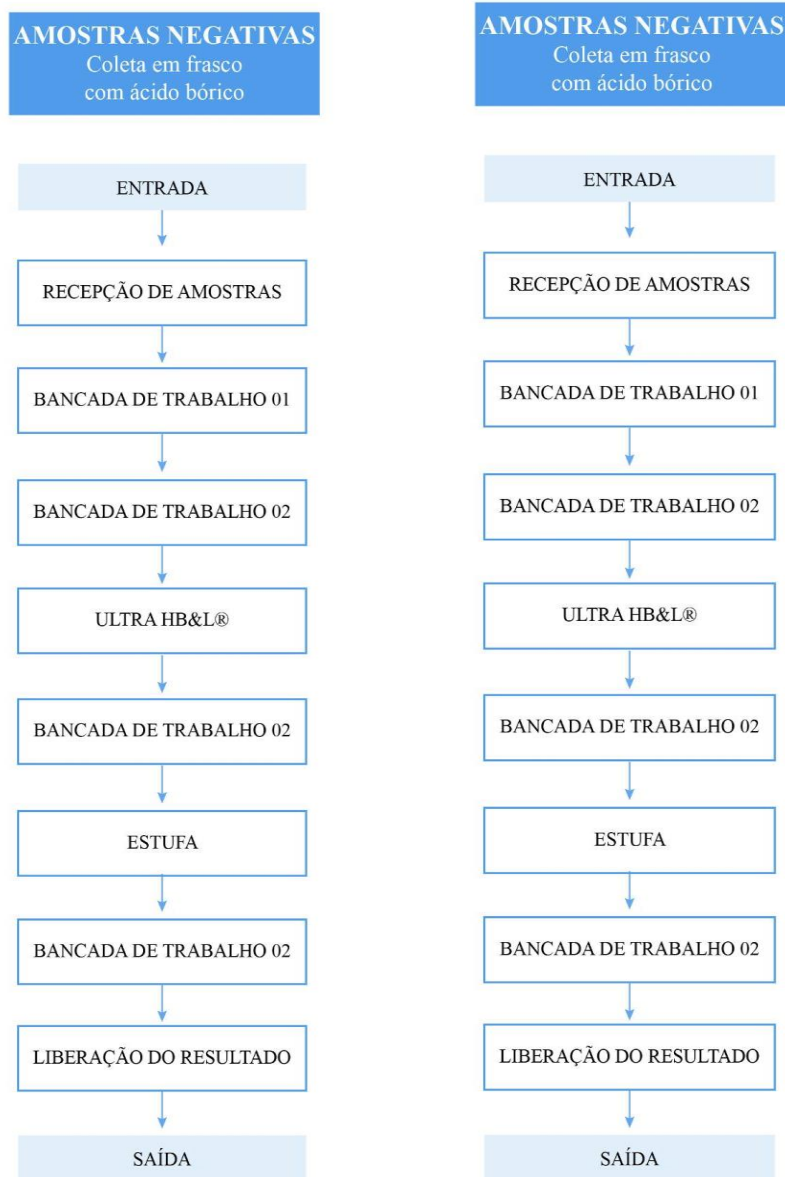 AMOSTRAS NEGATIVAS
Coleta em frasco
com ácido bórico
ENTRADA
RECEPÇÃO DE AMOSTRAS
BANCADA DE TRABALHO 01
BANCADA DE TRABALHO 02
ULTRA HB&L®
BANCADA DE TRABALHO 02
ESTUFA
BANCADA DE TRABALHO 02
LIBERAÇÃO DO RESULTADO
SAÍDA
AMOSTRAS NEGATIVAS
Coleta em frasco
com ácido bórico
ENTRADA
RECEPÇÃO DE AMOSTRAS
BANCADA DE TRABALHO 01
BANCADA DE TRABALHO 02
ULTRA HB&L®
BANCADA DE TRABALHO 02
ESTUFA
BANCADA DE TRABALHO 02
LIBERAÇÃO DO RESULTADO
SAÍDA